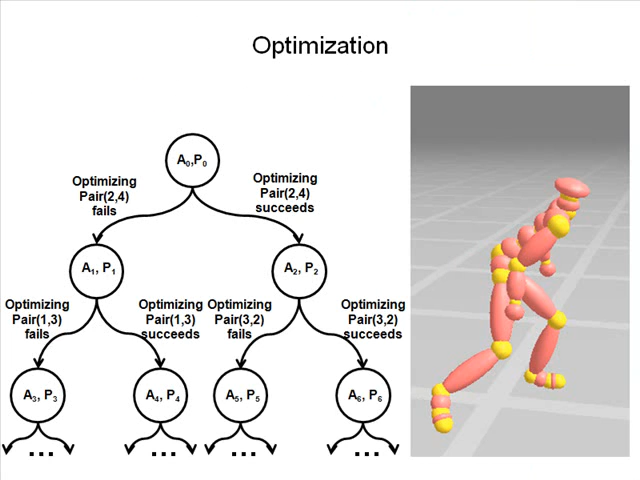 Optimization
A0,P0
Optimizing
Pair(2,4)
fails
Optimizing
Pair(2,4)
succeeds
A1, P1
A2, P2
Optimizing
Pair(1,3)
fails
Optimizing
Pair(1,3)
succeeds
Optimizing
Pair(3,2)
fails
Optimizing
Pair(3,2)
succeeds
A3, P3
A4, P4
A5, P5
A6, P6
...
...
...
...